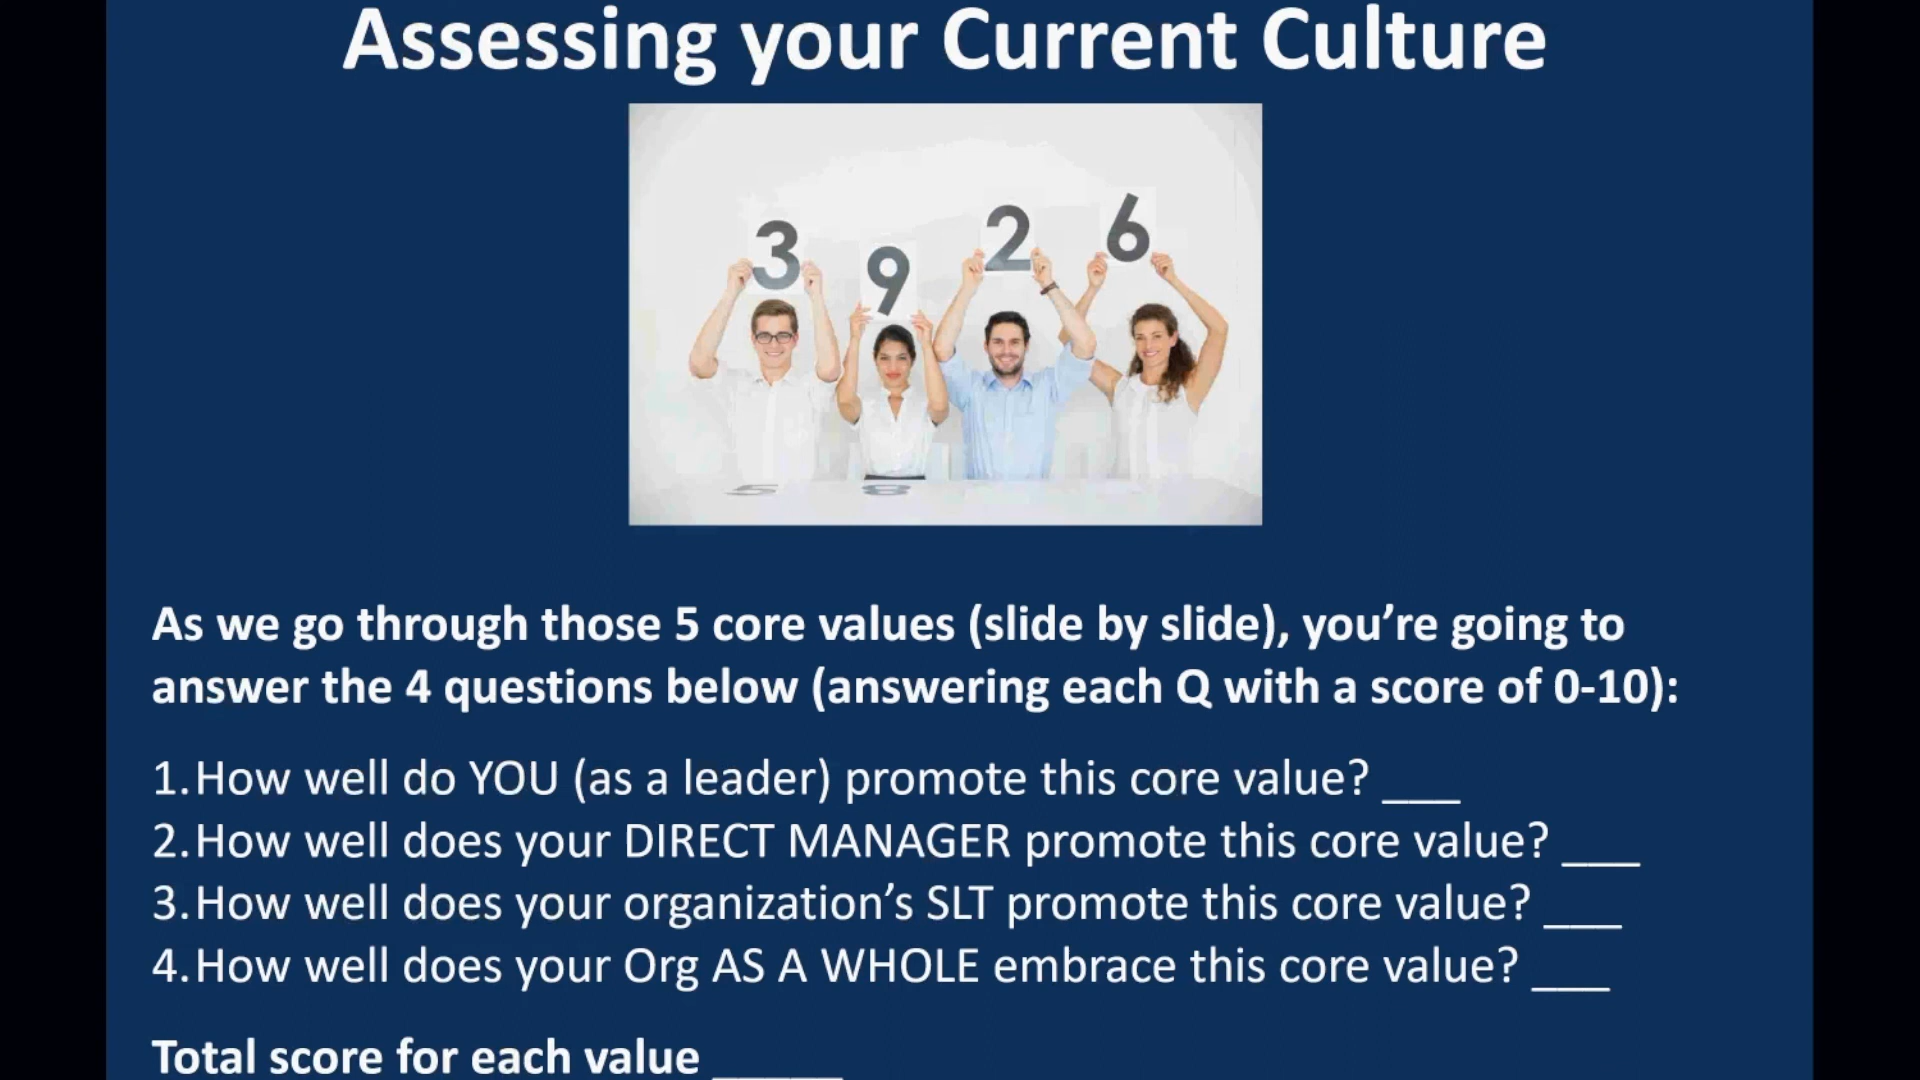 Assessing your Current Culture
3 9 2 6
As we go through those 5 core values (slide by slide), you’re going to
answer the 4 questions below (answering each Q with a score of 0-10):
1. How well do YOU (as a leader) promote this core value? ___
2. How well does your DIRECT MANAGER promote this core value? ___
3. How well does your organization’s SLT promote this core value? ___
4. How well does your Org AS A WHOLE embrace this core value? ___
Total score for each value _____